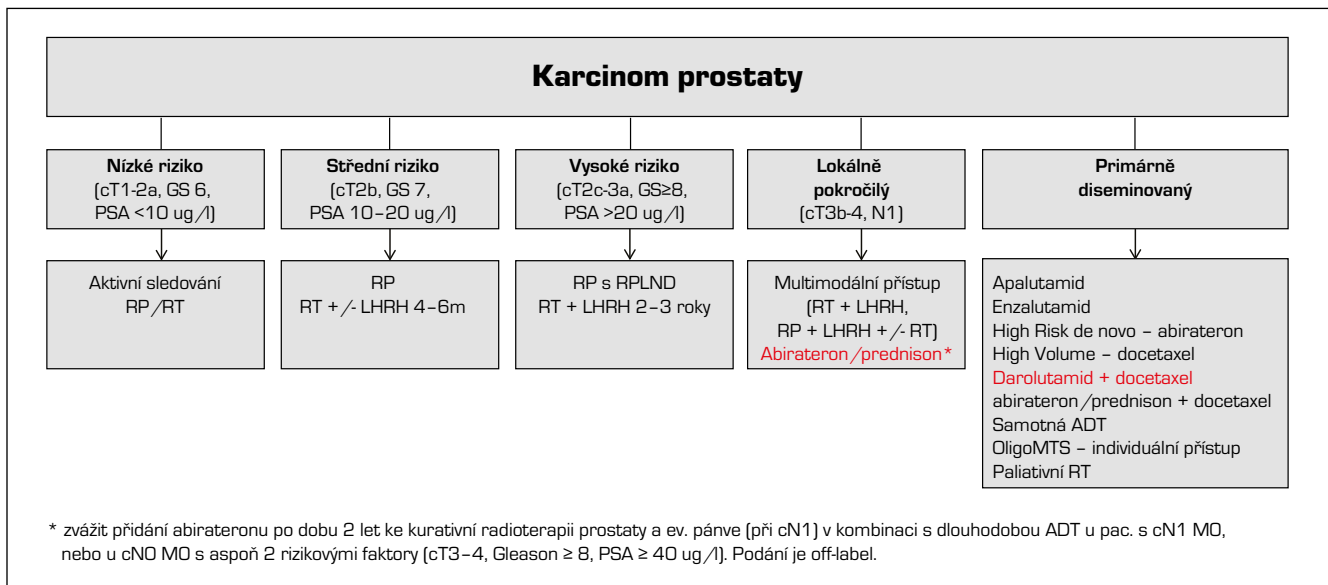 Karcinom prostaty
Nízké riziko
(cT1-2a, GS 6,
PSA <10 ug/l)
Střední riziko
(cT2b, GS 7,
PSA 10–20 ug/l)
Vysoké riziko
(cT2c-3a, GS≥8,
PSA >20 ug/l)
Lokálně
pokročilý
(cT3b-4, N1)
Primárně
diseminovaný
Aktivní sledování
RP/RT
RP
RT +/- LHRH 4–6m
RP s RPLND
RT + LHRH 2–3 roky
Multimodální přístup
(RT + LHRH,
RP + LHRH +/- RT)
Abirateron/prednison*
Apalutamid
Enzalutamid
High Risk de novo – abirateron
High Volume – docetaxel
Darolutamid + docetaxel
abirateron/prednison + docetaxel
Samotná ADT
OligoMTS – individuální přístup
Paliativní RT
* zvážit přidání abirateronu po dobu 2 let ke kurativní radioterapii prostaty a ev. pánve (při cN1) v kombinaci s dlouhodobou ADT u pac. s cN1 M0,
nebo u cN0 M0 s aspoň 2 rizikovými faktory (cT3–4, Gleason ≥ 8, PSA ≥ 40 ug/l). Podání je off-label.